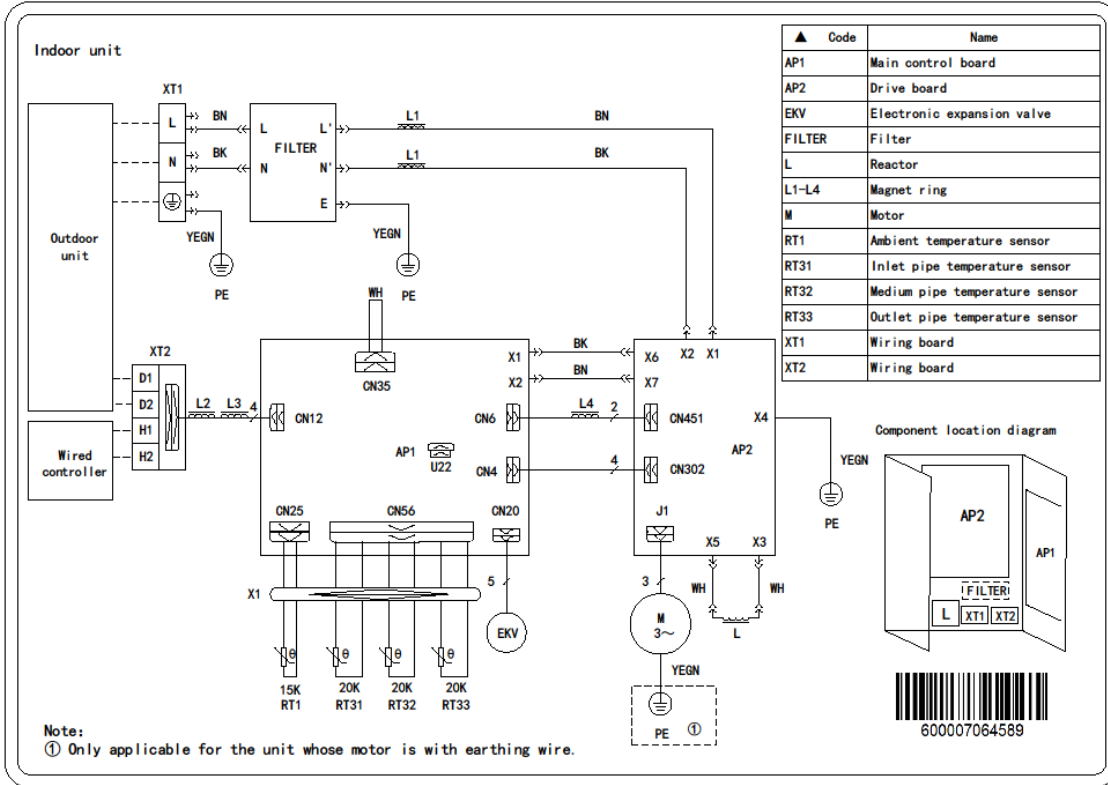 Indoor unit
▲ Code Name
AP1 Main control board
AP2 Drive board
EKV Electronic expansion valve
FILTER Filter
L Reactor
L1-L4 Magnet ring
M Motor
RT1 Ambient temperature sensor
RT31 Inlet pipe temperature sensor
RT32 Medium pipe temperature sensor
RT33 Outlet pipe temperature sensor
XT1 Wiring board
XT2 Wiring board
XT1
L BN L L' L1 BN
FILTER
N BK N N' L1 BK
E
YEGN YEGN
PE PE
Outdoor
unit
WH
CN35
XT2
D1
D2
H1
H2
Wired
controller
L2 L3 4 CN12
X1 BK X6 X2 X1
X2 BN X7
CN6 L4 2 CN451 X4
AP1 U22 AP2
CN4 4 CN302
YEGN
PE
CN25 CN56 CN20 J1 X5 X3
X1 5 3 WH WH
EKV
M
3~
L
θ θ θ θ
15K 20K 20K 20K
RT1 RT31 RT32 RT33
YEGN
PE ①
Component location diagram
AP2
AP1
FILTER
L XT1 XT2
600007064589
Note:
① Only applicable for the unit whose motor is with earthing wire.